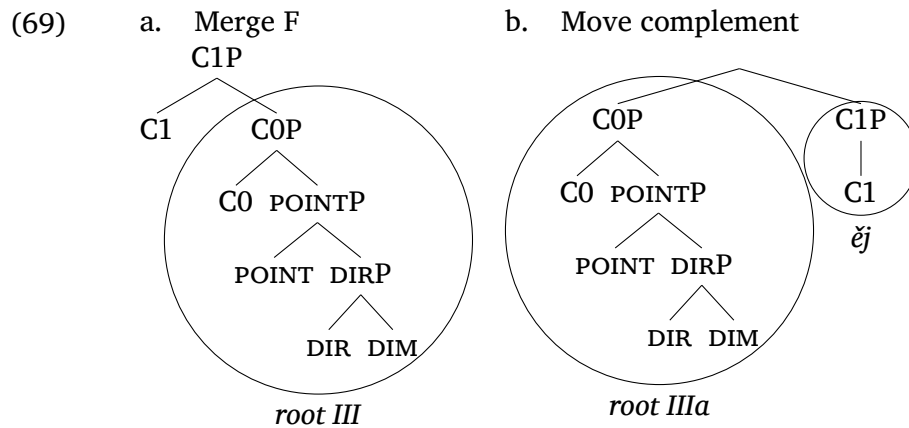 (69) a. Merge F b. Move complement
C1P
C1 C0P
C0 POINTP
POINT DIRP
DIR DIM
root III
C0P C1P
C0 POINTP C1
ěj
POINT DIRP
DIR DIM
root IIIa